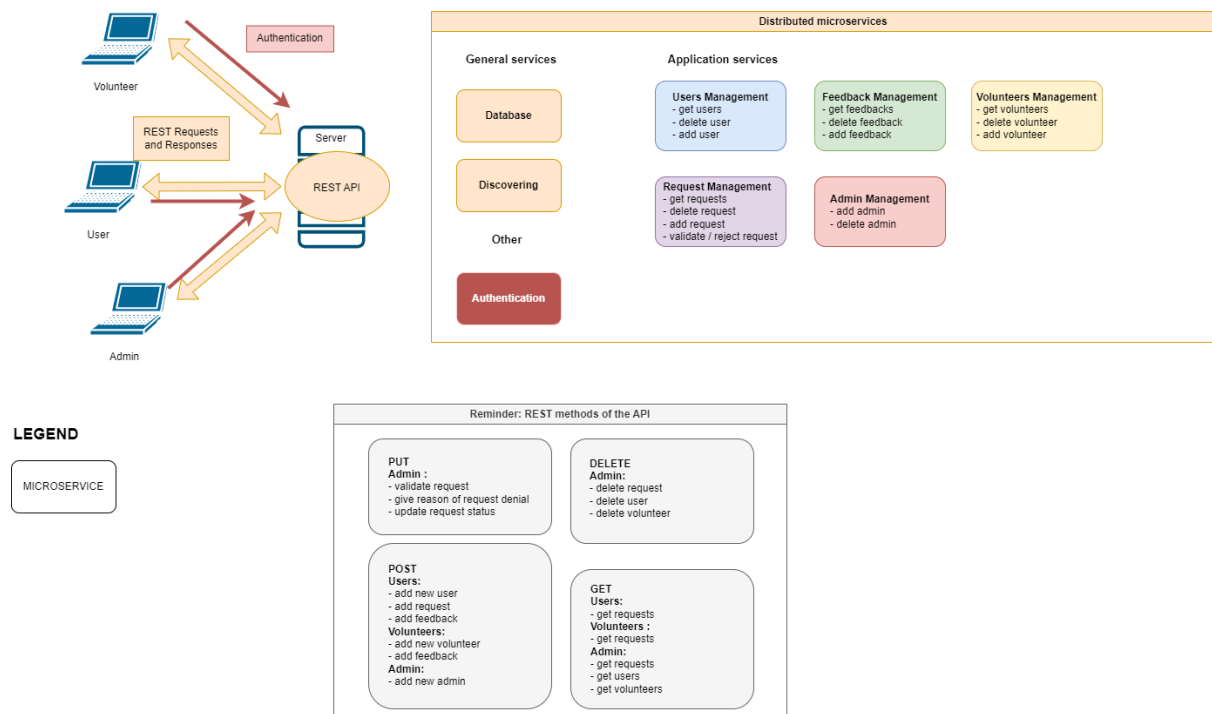 Authentication
Volunteer
REST Requests
and Responses
Server
REST API
User
Admin
Distributed microservices
General services
Database
Discovering
Other
Authentication
Application services
Users Management
- get users
- delete user
- add user
Feedback Management
- get feedbacks
- delete feedback
- add feedback
Volunteers Management
- get volunteers
- delete volunteer
- add volunteer
Request Management
- get requests
- delete request
- add request
- validate / reject request
Admin Management
- add admin
- delete admin
LEGEND
MICROSERVICE
Reminder: REST methods of the API
PUT
Admin :
- validate request
- give reason of request denial
- update request status
DELETE
Admin:
- delete request
- delete user
- delete volunteer
POST
Users:
- add new user
- add request
- add feedback
Volunteers:
- add new volunteer
- add feedback
Admin:
- add new admin
GET
Users:
- get requests
Volunteers :
- get requests
Admin:
- get requests
- get users
- get volunteers